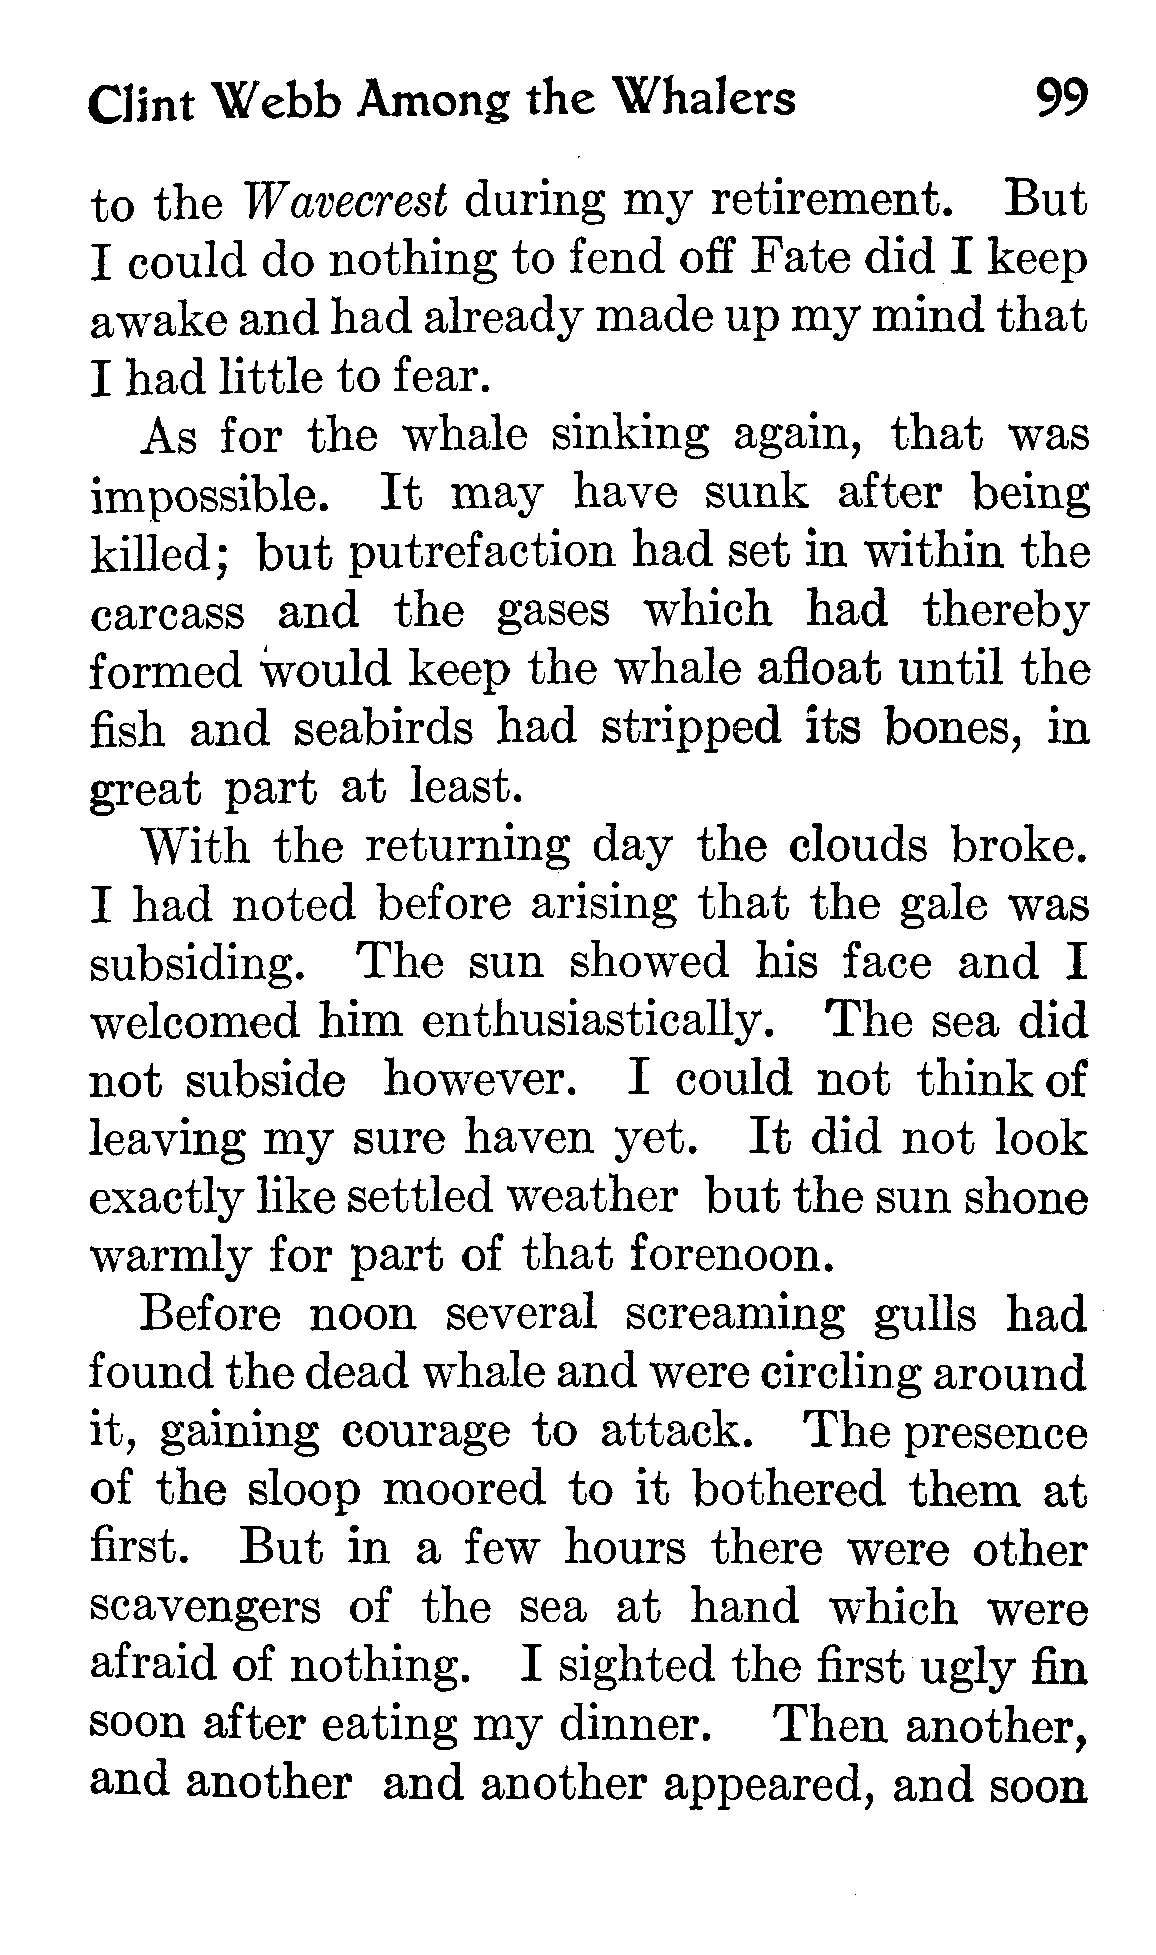 Clint Webb Among the Whalers 99
to the Wavecrest during my retirement. But
I could do nothing to fend off Fate did I keep
awake and had already made up my mind that
I had little to fear.
As for the whale sinking again, that was
impossible. It may have sunk after being
killed; but putrefaction had set in within the
carcass and the gases which had thereby
formed would keep the whale afloat until the
fish and seabirds had stripped its bones, in
great part at least.
With the returning day the clouds broke.
I had noted before arising that the gale was
subsiding. The sun showed his face and I
welcomed him enthusiastically. The sea did
not subside however. I could not think of
leaving my sure haven yet. It did not look
exactly like settled weather but the sun shone
warmly for part of that forenoon.
Before noon several screaming gulls had
found the dead whale and were circling around
it, gaining courage to attack. The presence
of the sloop moored to it bothered them at
first. But in a few hours there were other
scavengers of the sea at hand which were
afraid of nothing. I sighted the first ugly fin
soon after eating my dinner. Then another,
and another and another appeared, and soon